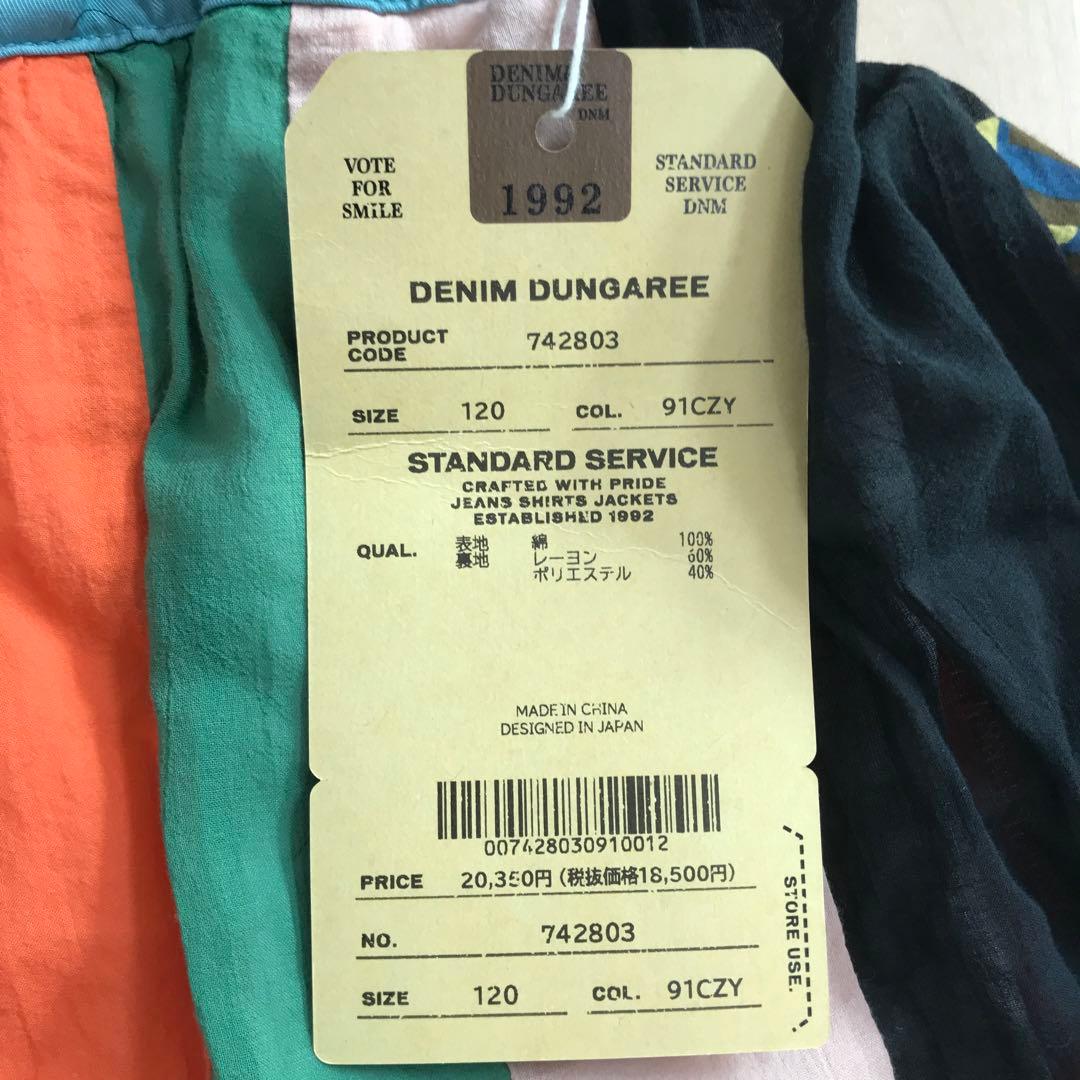 DENIM&
DUNGAREE
DNM
1992
VOTE
FOR
SMiLE
STANDARD
SERVICE
DNM
DENIM DUNGAREE
PRODUCT CODE 742803
SIZE 120 COL. 91CZY
STANDARD SERVICE
CRAFTED WITH PRIDE
JEANS SHIRTS JACKETS
ESTABLISHED 1992
QUAL. 表地 綿 100%
裏地 レーヨン 60%
ポリエステル 40%
MADE IN CHINA
DESIGNED IN JAPAN
007428030910012
PRICE 20,350円(税抜価格18,500円)
NO. 742803
SIZE 120 COL. 91CZY
STORE USE.